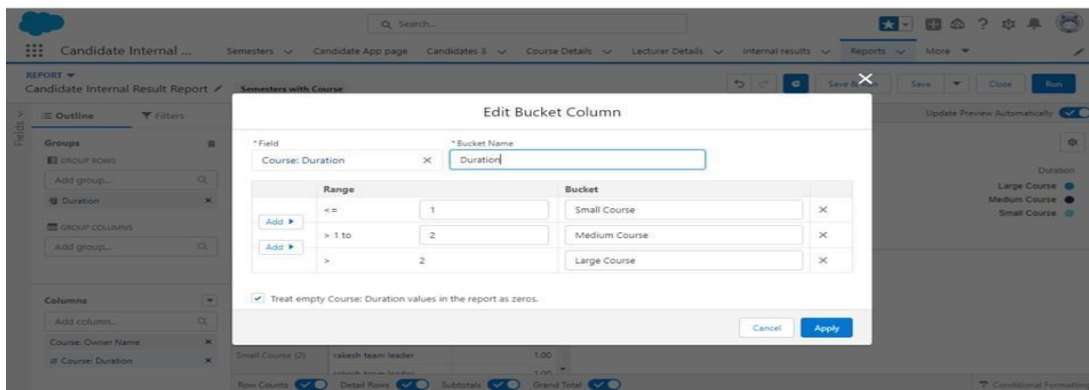 Search...
Candidate Internal ...
Semesters
Candidate App page
Candidates 3
Course Details
Lecturer Details
Internal results
Reports
More
REPORT
Candidate Internal Result Report
Semesters with Course
Save & Run
Save
Close
Run
Fields
Outline
Filters
Update Preview Automatically
Groups
GROUP ROWS
Add group...
Duration
GROUP COLUMNS
Add group...
Columns
Add column...
Course: Owner Name
# Course: Duration
Edit Bucket Column
*Field
*Bucket Name
Course: Duration
Duration
Range
Bucket
<= 1 Small Course
Add
> 1 to 2 Medium Course
Add
> 2 Large Course
Treat empty Course: Duration values in the report as zeros.
Cancel
Apply
Duration
Large Course
Medium Course
Small Course
Small Course (2)
rakesh team leader
1.00
1.00
Row Counts
Detail Rows
Subtotals
Grand Total
Conditional Formatting